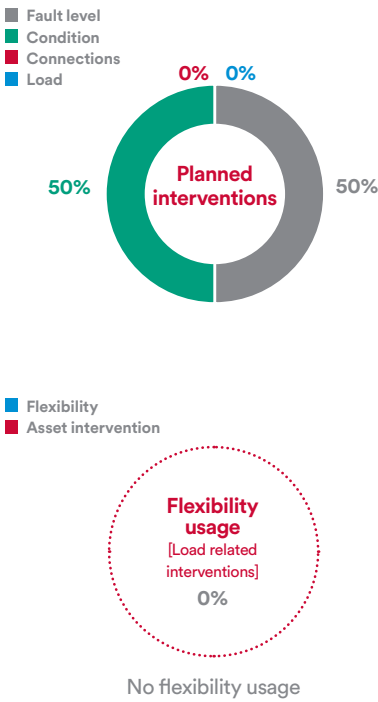 Fault level
Condition
Connections
Load
0% 0%
50%
Planned
interventions
50%
Flexibility
Asset intervention
Flexibility
usage
[Load related
interventions]
0%
No flexibility usage